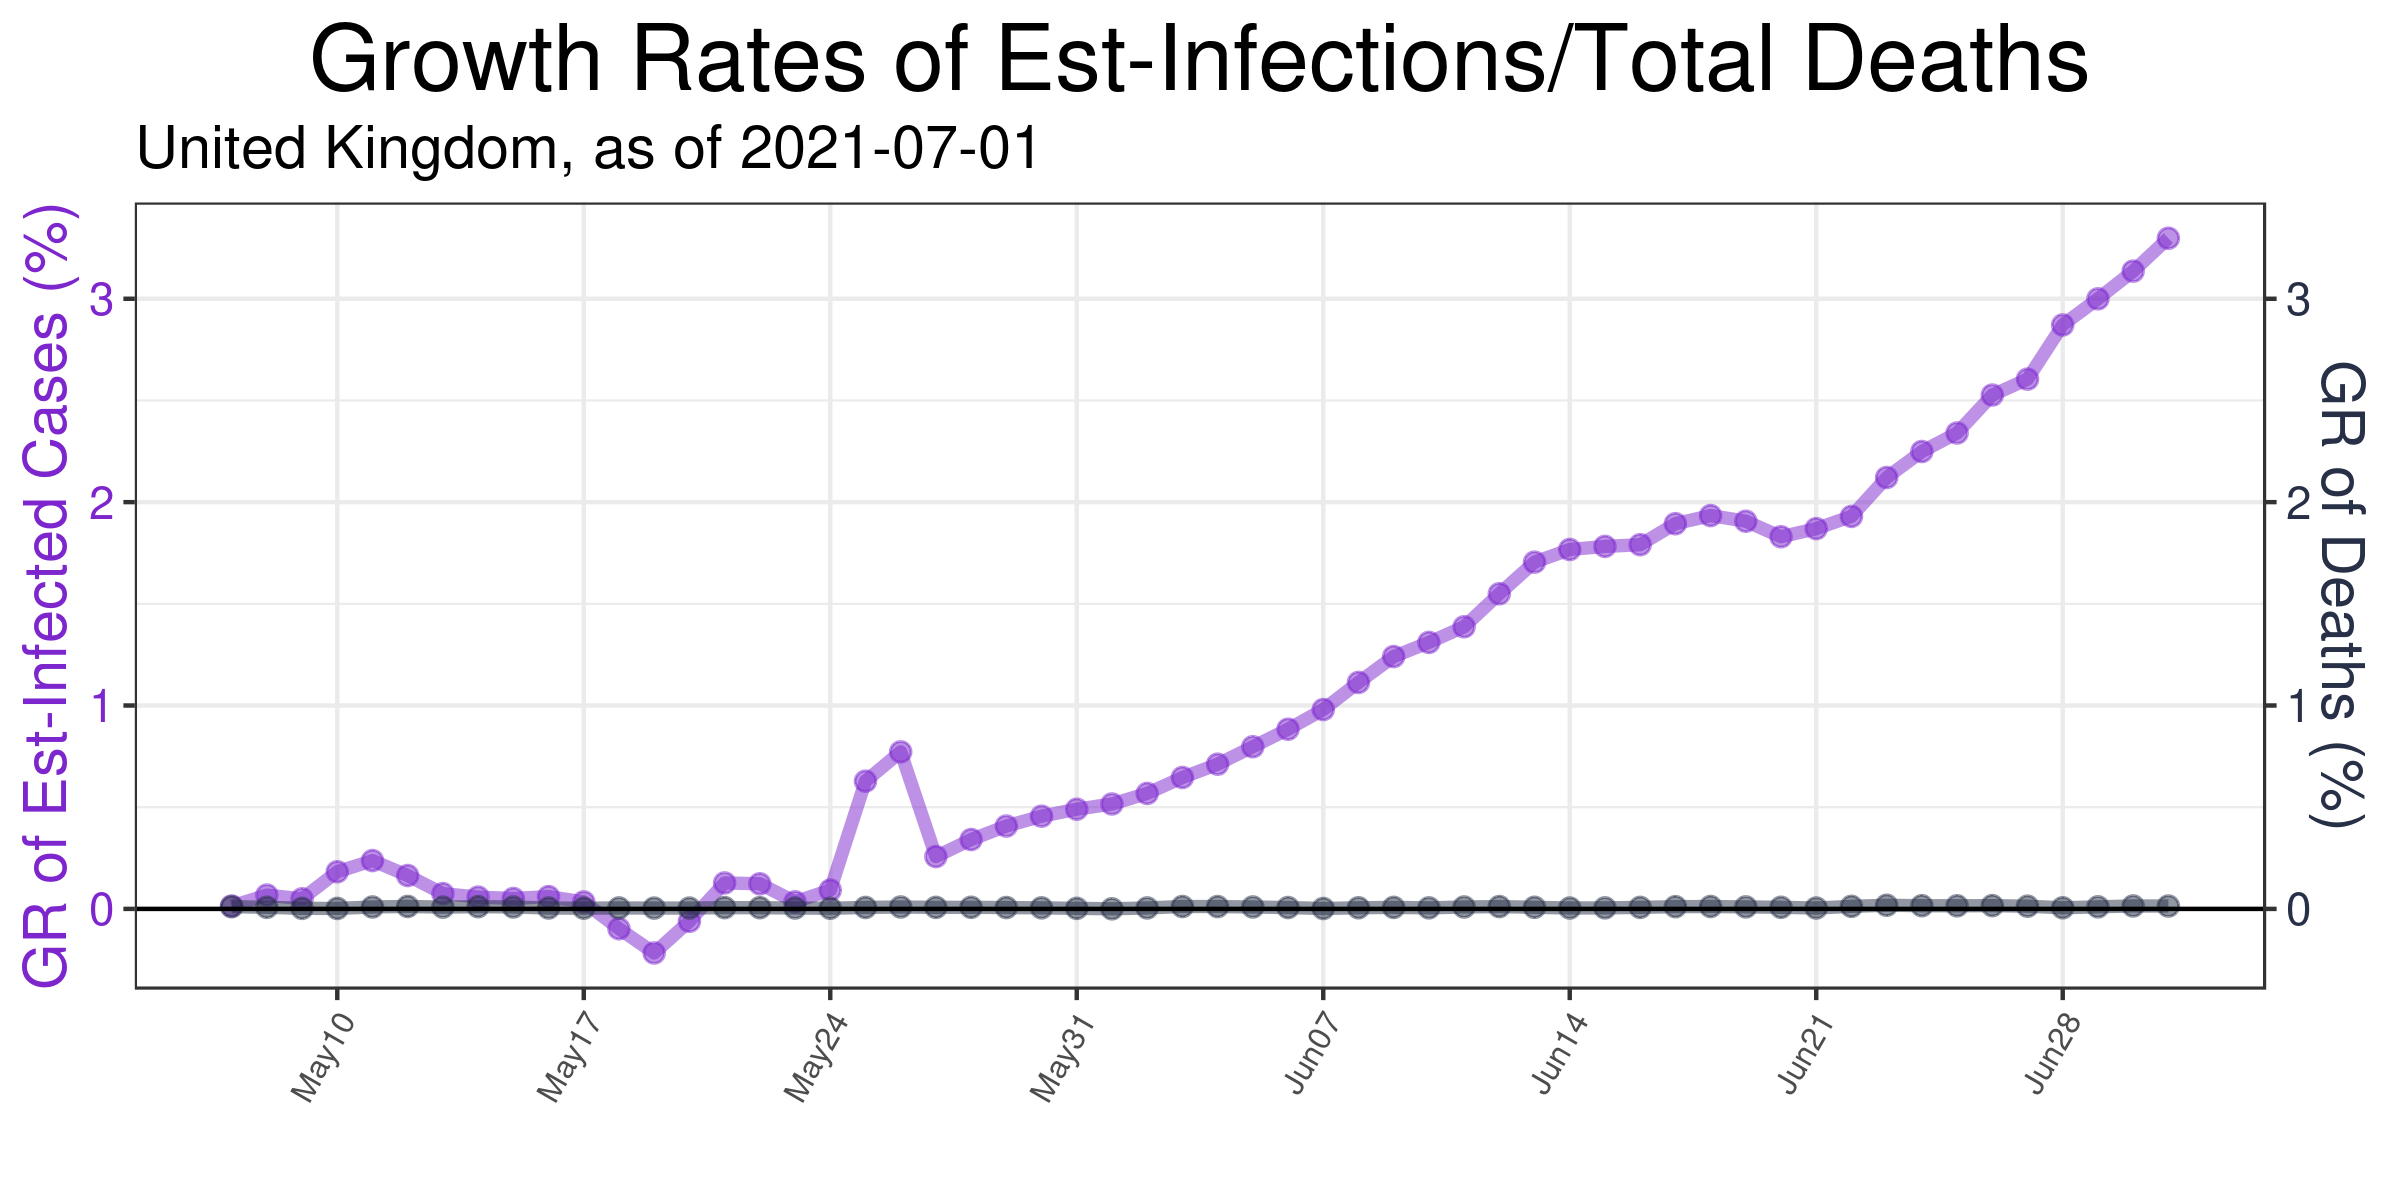 Growth Rates of Est-Infections/Total Deaths
United Kingdom, as of 2021-07-01
GR of Est-Infected Cases (%)
3
2
1
0
3
2
1
0
GR of Deaths (%)
May10
May17
May24
May31
Jun07
Jun14
Jun21
Jun28